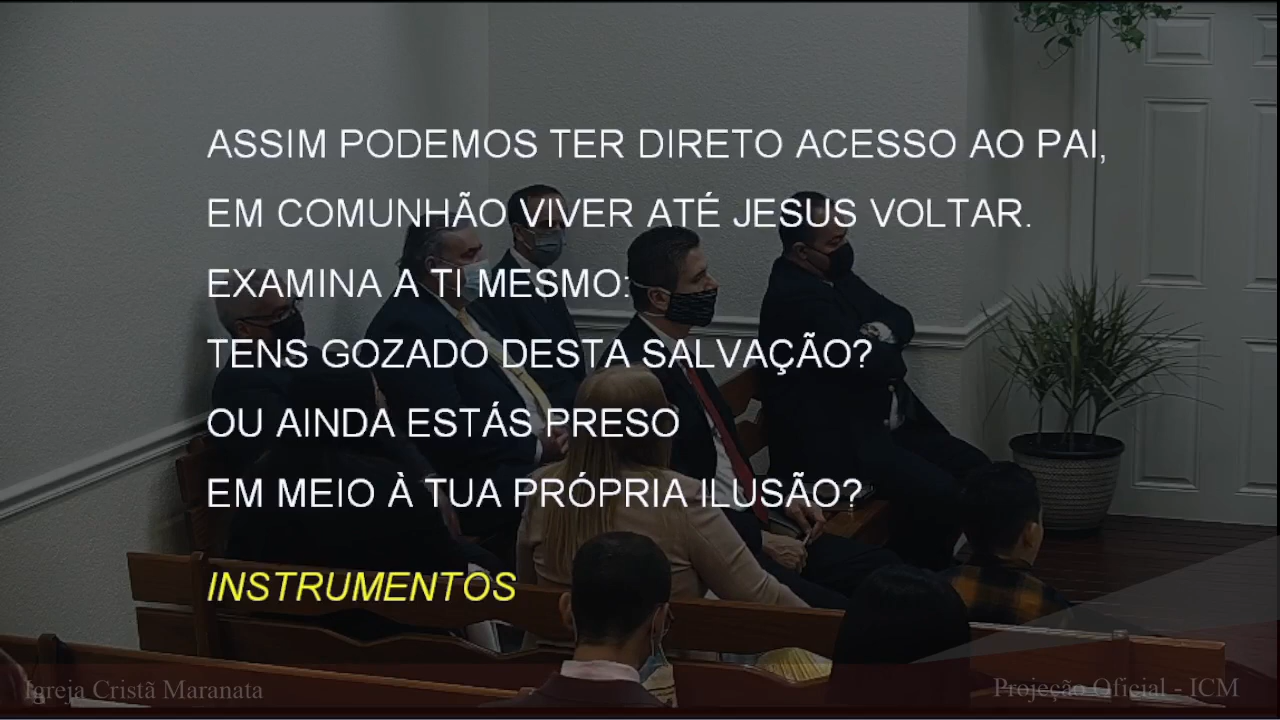 ASSIM PODEMOS TER DIRETO ACESSO AO PAI,
EM COMUNHÃO VIVER ATÉ JESUS VOLTAR.
EXAMINA A TI MESMO:
TENS GOZADO DESTA SALVAÇÃO?
OU AINDA ESTÁS PRESO
EM MEIO À TUA PRÓPRIA ILUSÃO?
INSTRUMENTOS
Igreja Cristã Maranata
Projeção Oficial - ICM